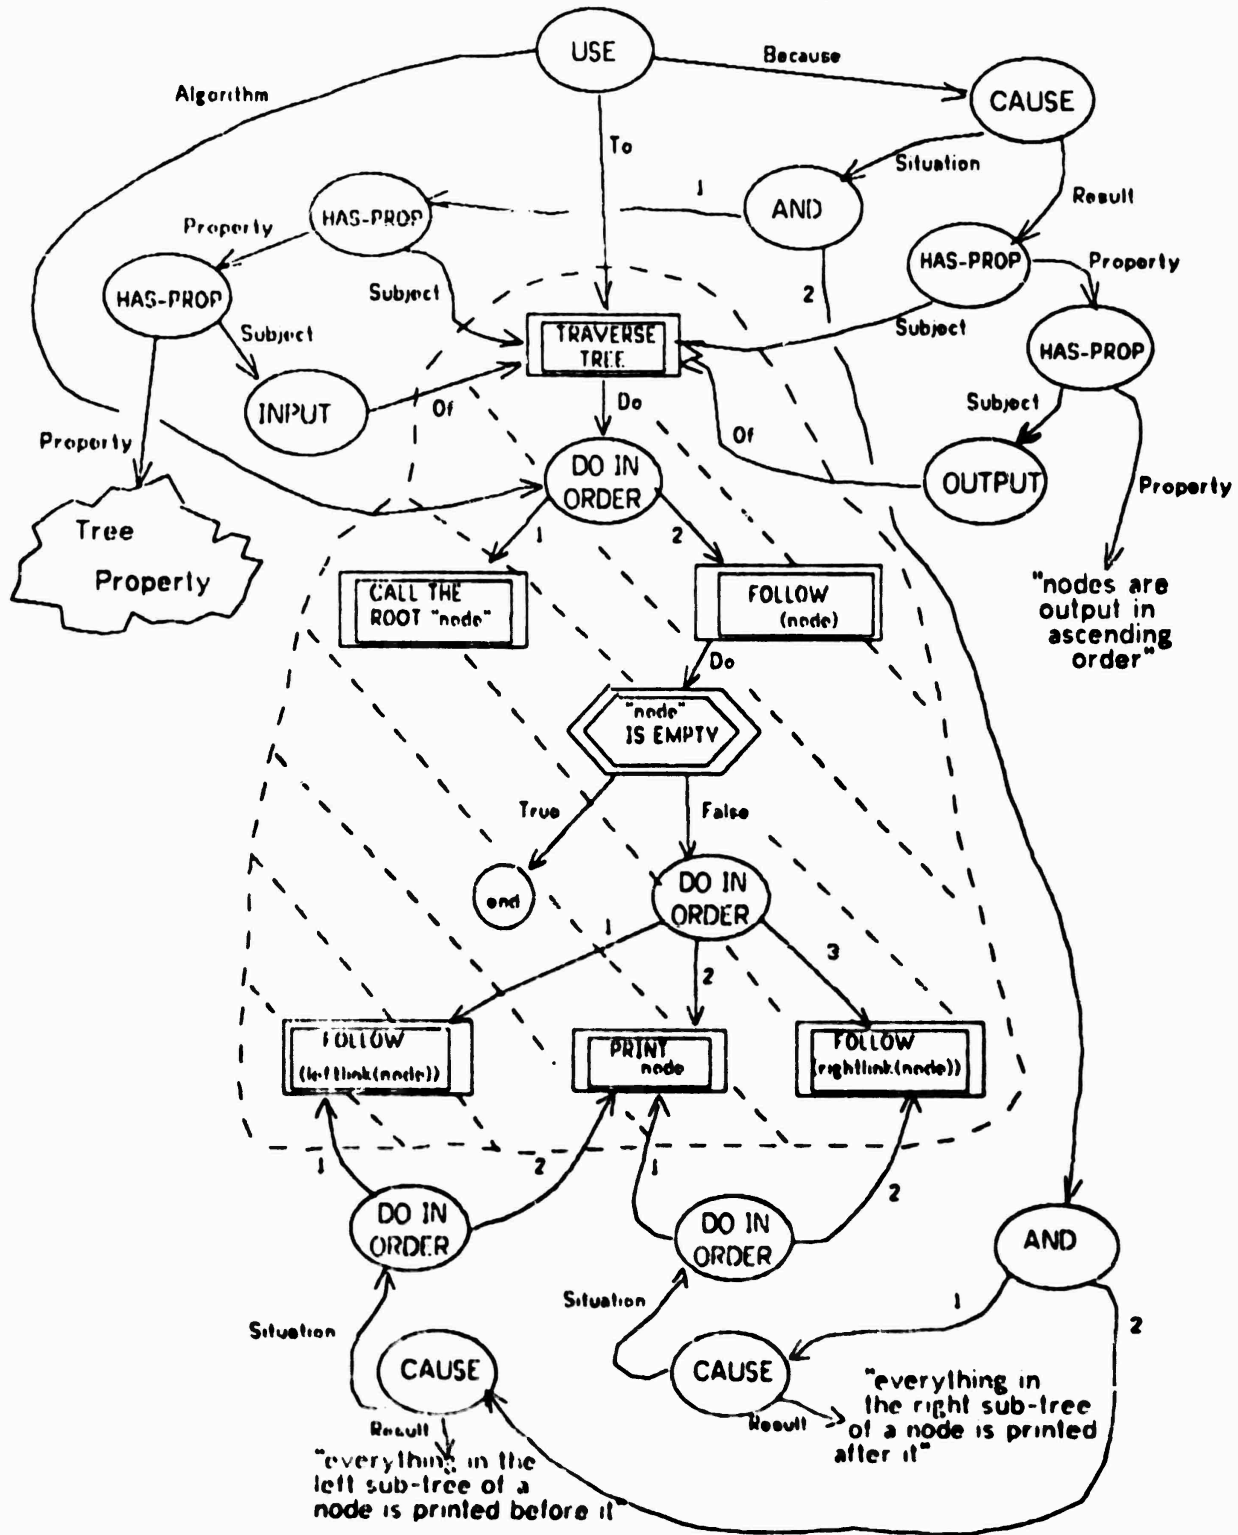 USE
Because
Algorithm
CAUSE
To
Situation
1
AND
Result
HAS-PROP
Property
HAS-PROP
Property
HAS-PROP
Subject
2
Subject
Subject
TRAVERSE
TREE
HAS-PROP
INPUT
Of
Do
Subject
Property
Of
DO IN
ORDER
OUTPUT
Property
Tree
Property
1
2
CALL THE
ROOT "node"
FOLLOW
(node)
"nodes are
output in
ascending
order"
Do
"node"
IS EMPTY
True
False
end
DO IN
ORDER
1
2
3
FOLLOW
(leftlink(node))
PRINT
node
FOLLOW
(rightlink(node))
1
2
1
2
DO IN
ORDER
DO IN
ORDER
AND
Situation
Situation
1
2
CAUSE
CAUSE
Result
Result
"everything in
the right sub-tree
of a node is printed
after it"
"everything in the
left sub-tree of a
node is printed before it"